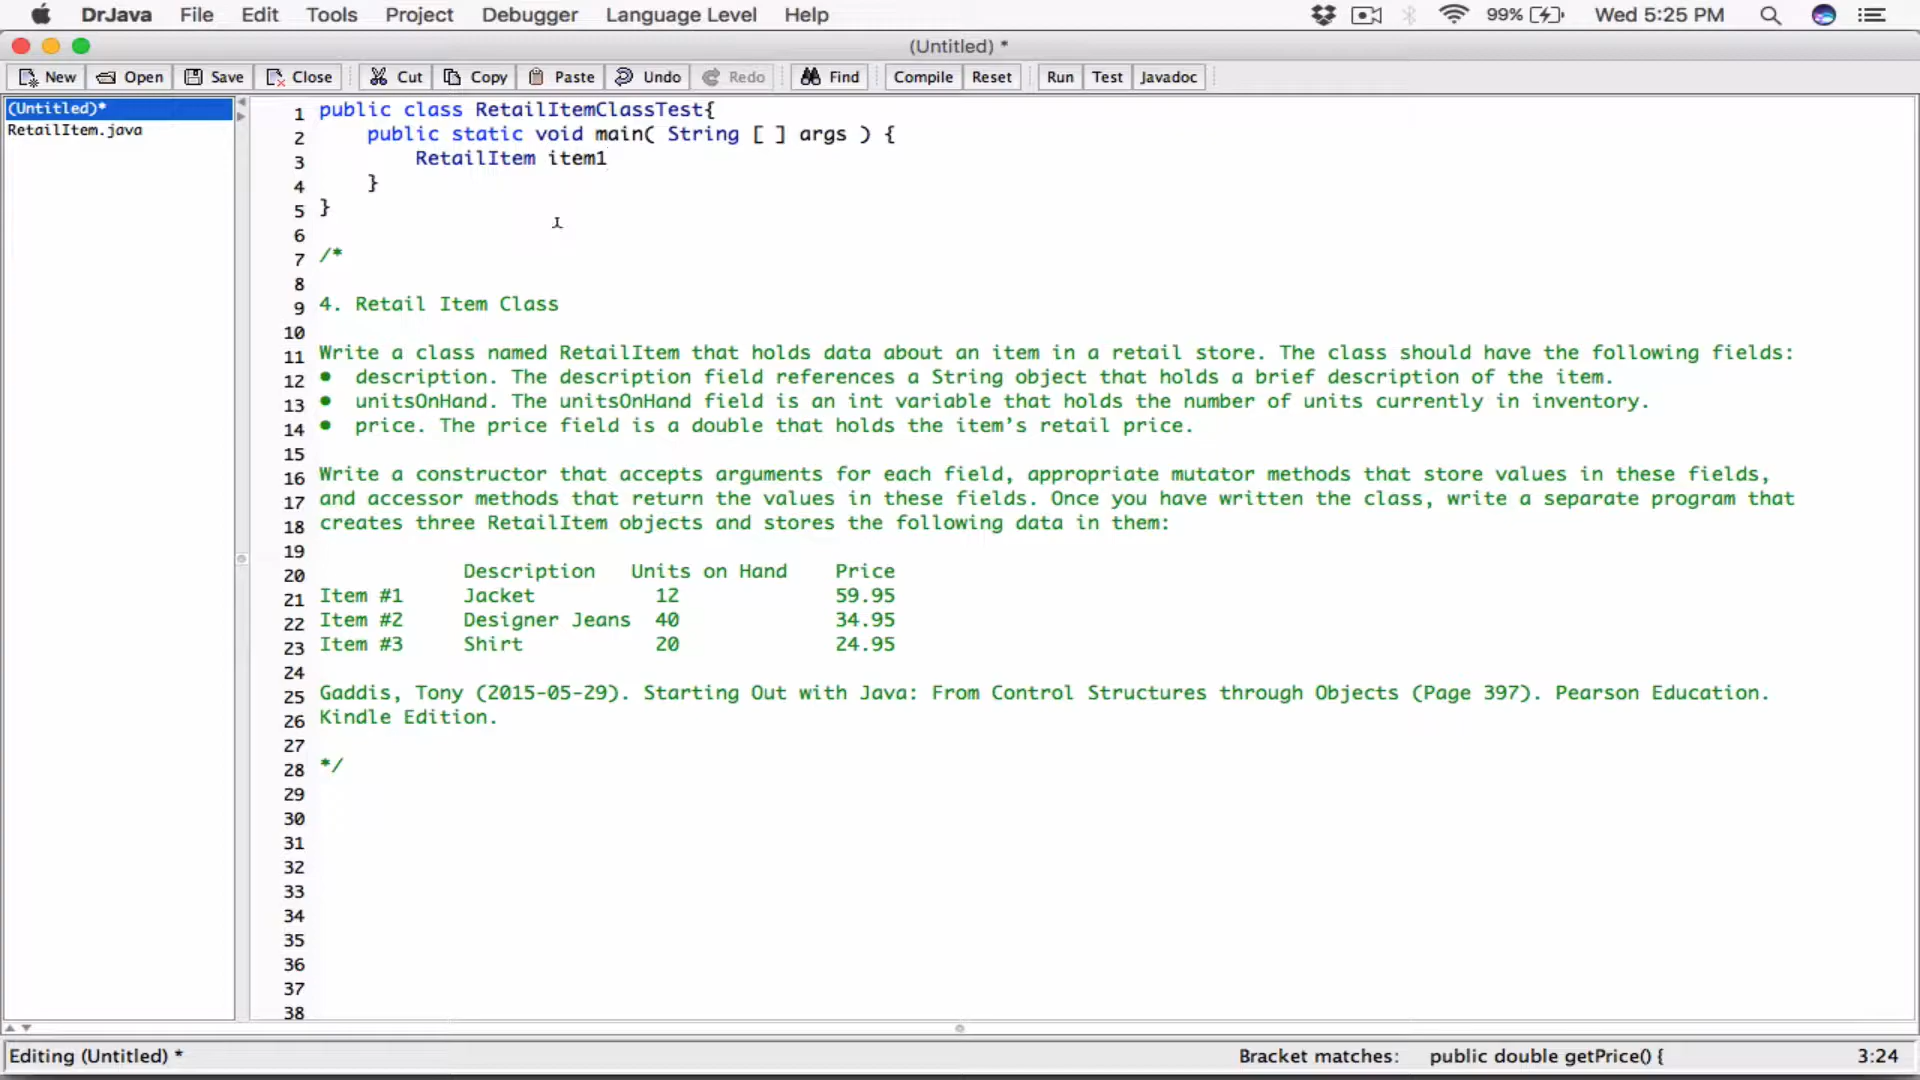 DrJava File Edit Tools Project Debugger Language Level Help 99% Wed 5:25 PM
(Untitled) *
New Open Save Close Cut Copy Paste Undo Redo Find Compile Reset Run Test Javadoc
(Untitled)*
RetailItem.java
1 public class RetailItemClassTest{
2 public static void main( String [ ] args ) {
3 RetailItem item1
4 }
5 }
6
7 /*
8
9 4. Retail Item Class
10
11 Write a class named RetailItem that holds data about an item in a retail store. The class should have the following fields:
12 • description. The description field references a String object that holds a brief description of the item.
13 • unitsOnHand. The unitsOnHand field is an int variable that holds the number of units currently in inventory.
14 • price. The price field is a double that holds the item’s retail price.
15
16 Write a constructor that accepts arguments for each field, appropriate mutator methods that store values in these fields,
17 and accessor methods that return the values in these fields. Once you have written the class, write a separate program that
18 creates three RetailItem objects and stores the following data in them:
19
20 Description Units on Hand Price
21 Item #1 Jacket 12 59.95
22 Item #2 Designer Jeans 40 34.95
23 Item #3 Shirt 20 24.95
24
25 Gaddis, Tony (2015-05-29). Starting Out with Java: From Control Structures through Objects (Page 397). Pearson Education.
26 Kindle Edition.
27
28 */
29
30
31
32
33
34
35
36
37
38
Editing (Untitled) * Bracket matches: public double getPrice() { 3:24